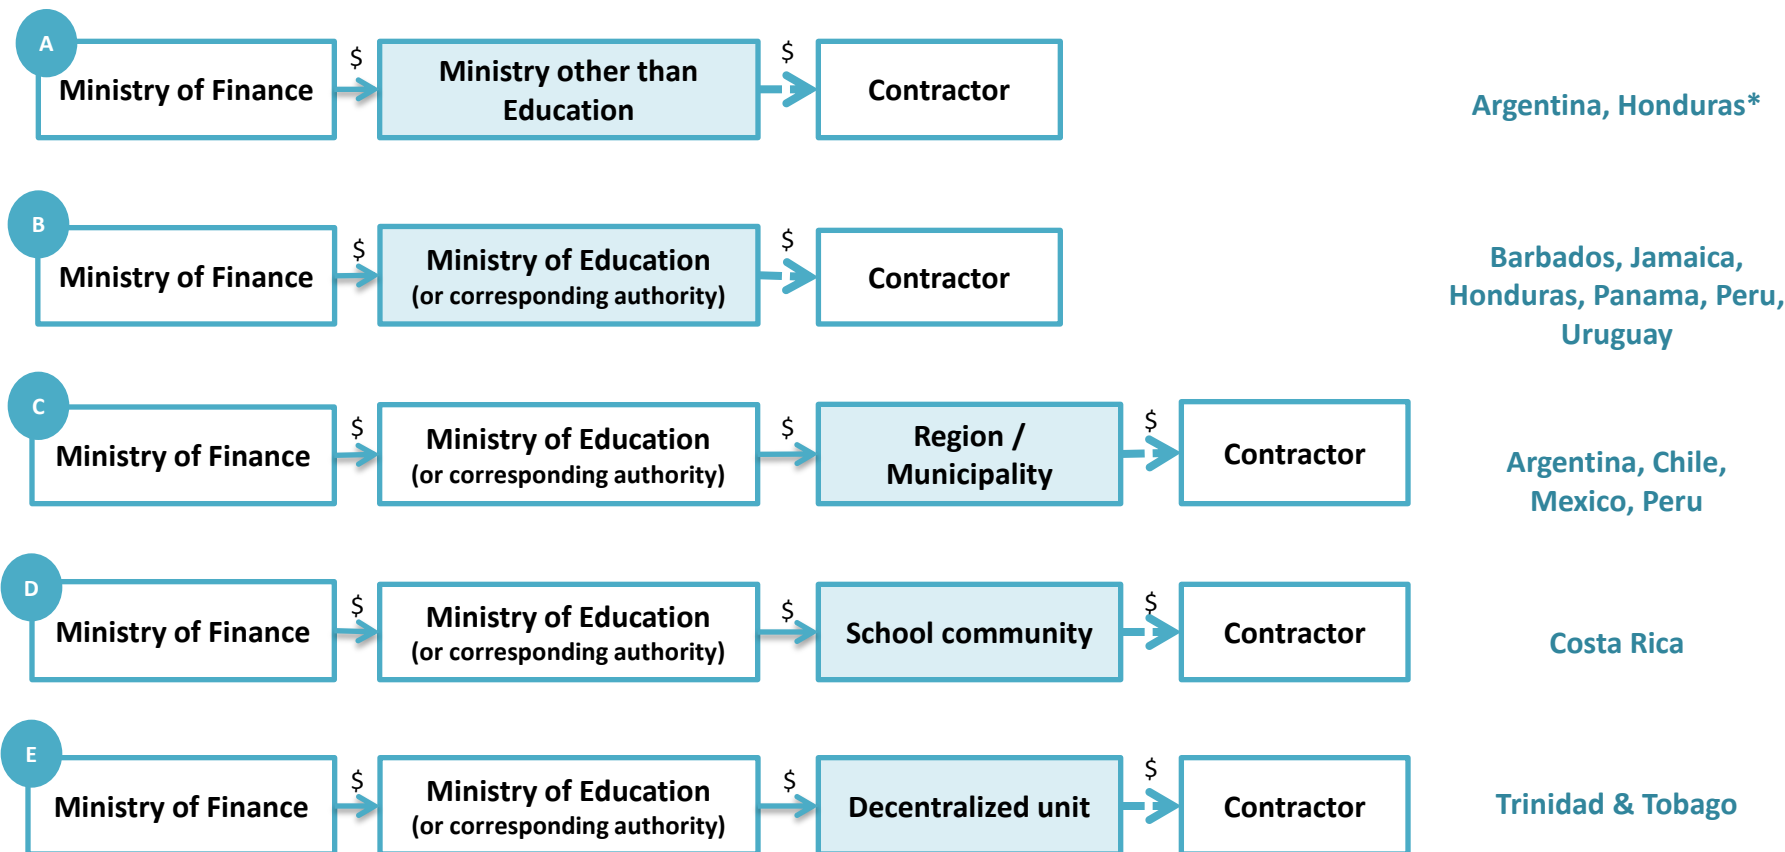 A
Ministry of Finance
$
Ministry other than
Education
$
Contractor
Argentina, Honduras*
B
Ministry of Finance
$
Ministry of Education
(or corresponding authority)
$
Contractor
Barbados, Jamaica,
Honduras, Panama, Peru,
Uruguay
C
Ministry of Finance
$
Ministry of Education
(or corresponding authority)
$
Region /
Municipality
$
Contractor
Argentina, Chile,
Mexico, Peru
D
Ministry of Finance
$
Ministry of Education
(or corresponding authority)
$
School community
$
Contractor
Costa Rica
E
Ministry of Finance
$
Ministry of Education
(or corresponding authority)
$
Decentralized unit
$
Contractor
Trinidad & Tobago